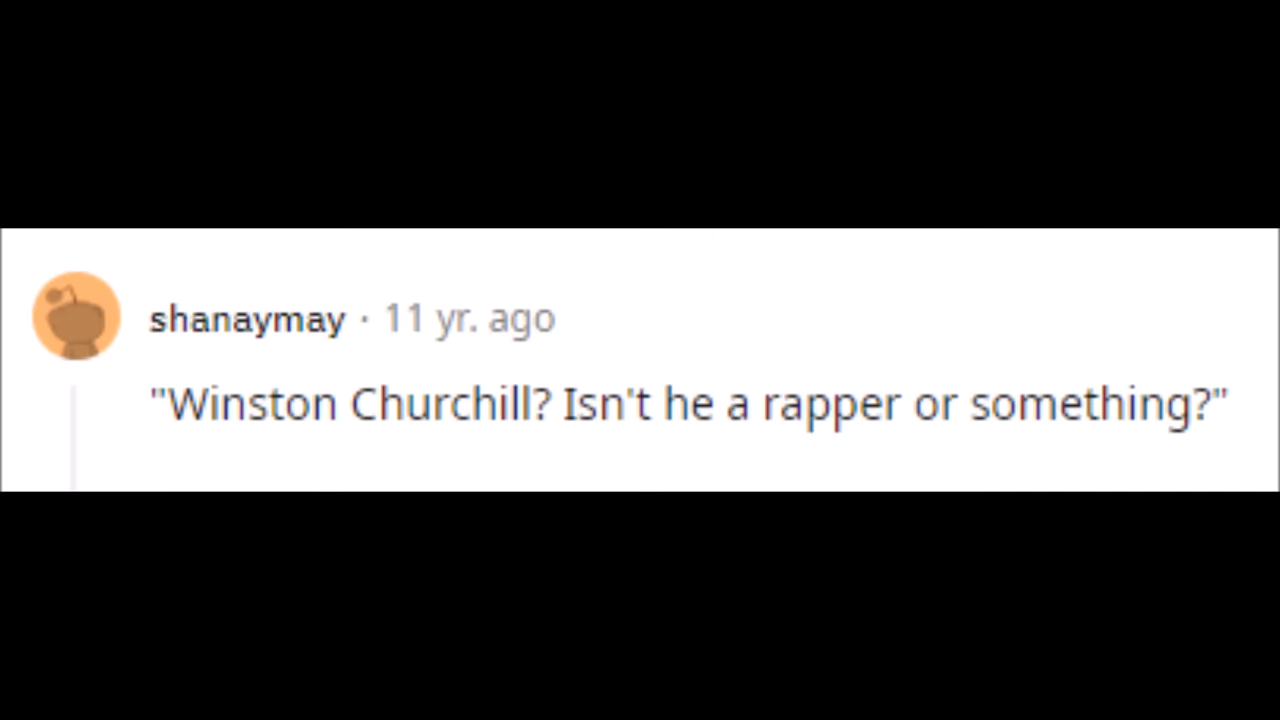 shanaymay · 11 yr. ago
"Winston Churchill? Isn't he a rapper or something?"